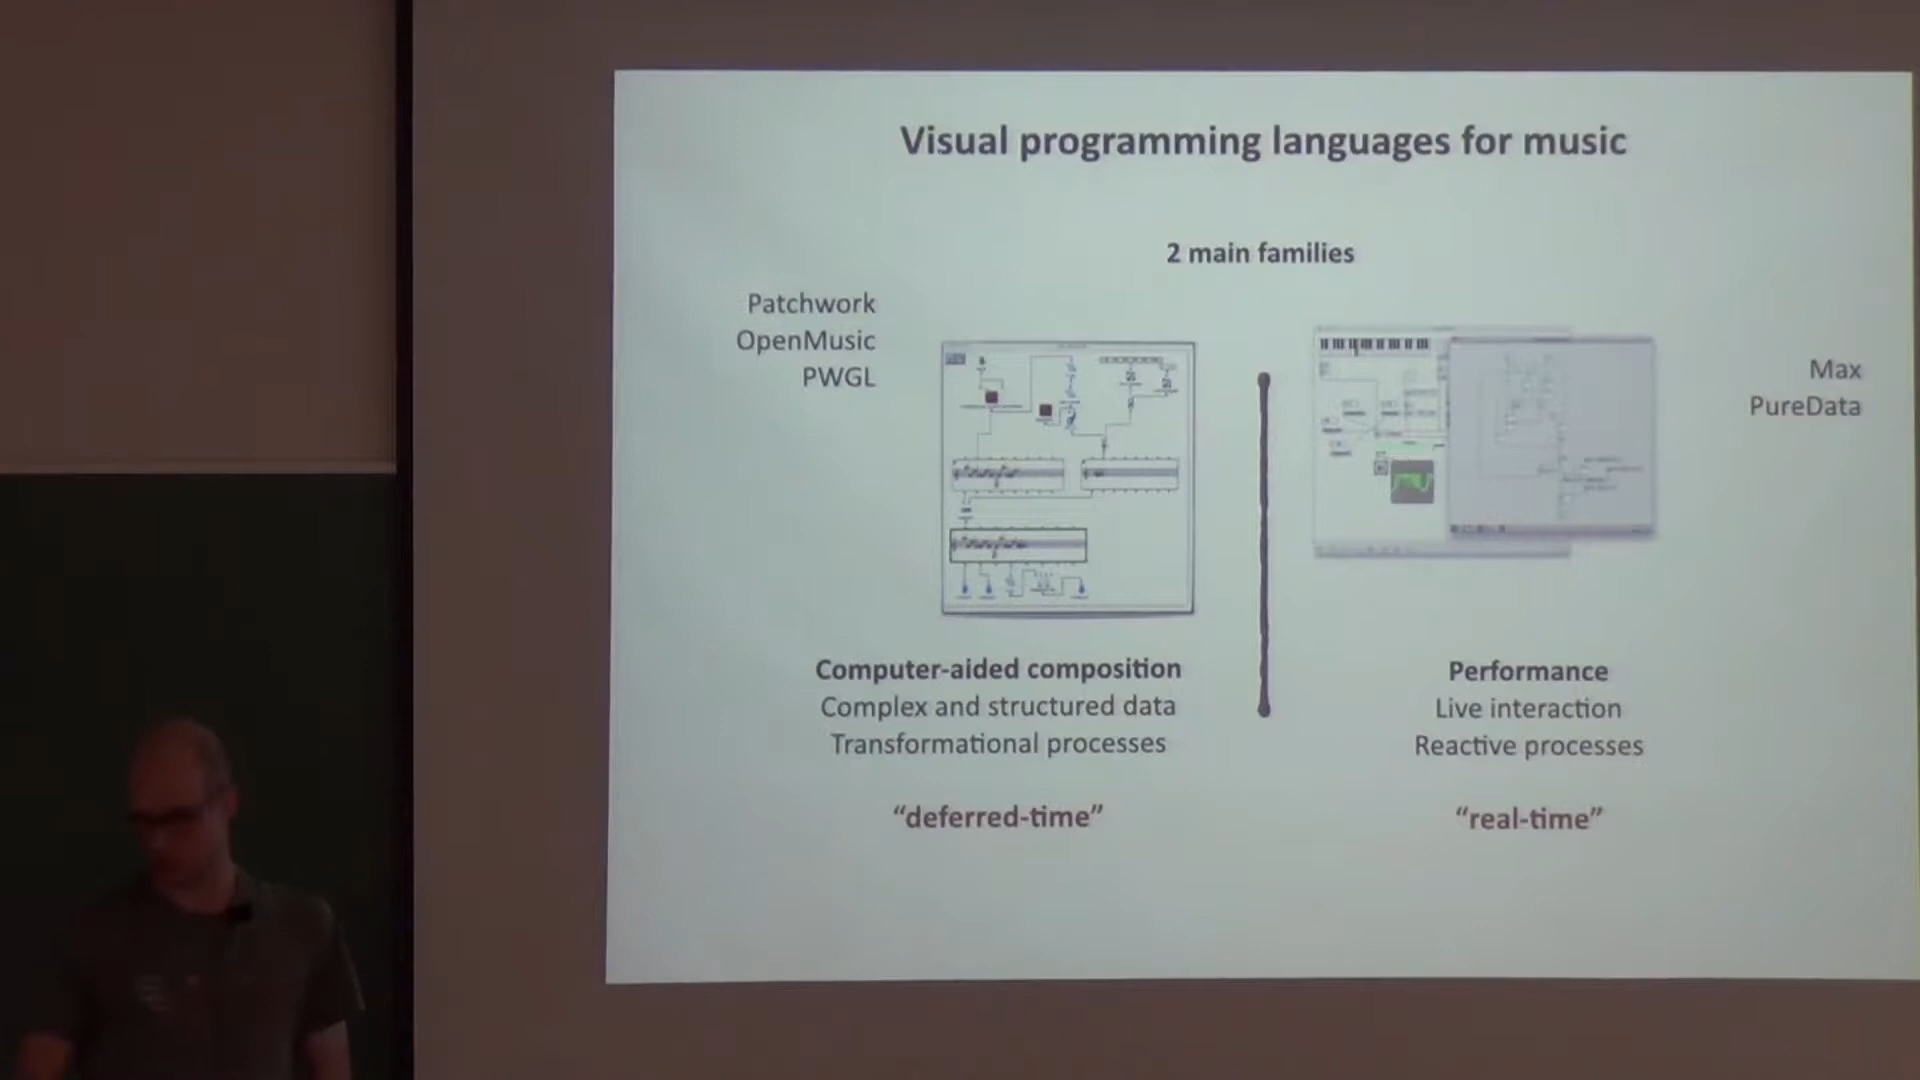 Visual programming languages for music
2 main families
Patchwork
OpenMusic
PWGL
Max
PureData
Computer-aided composition
Complex and structured data
Transformational processes
“deferred-time”
Performance
Live interaction
Reactive processes
“real-time”